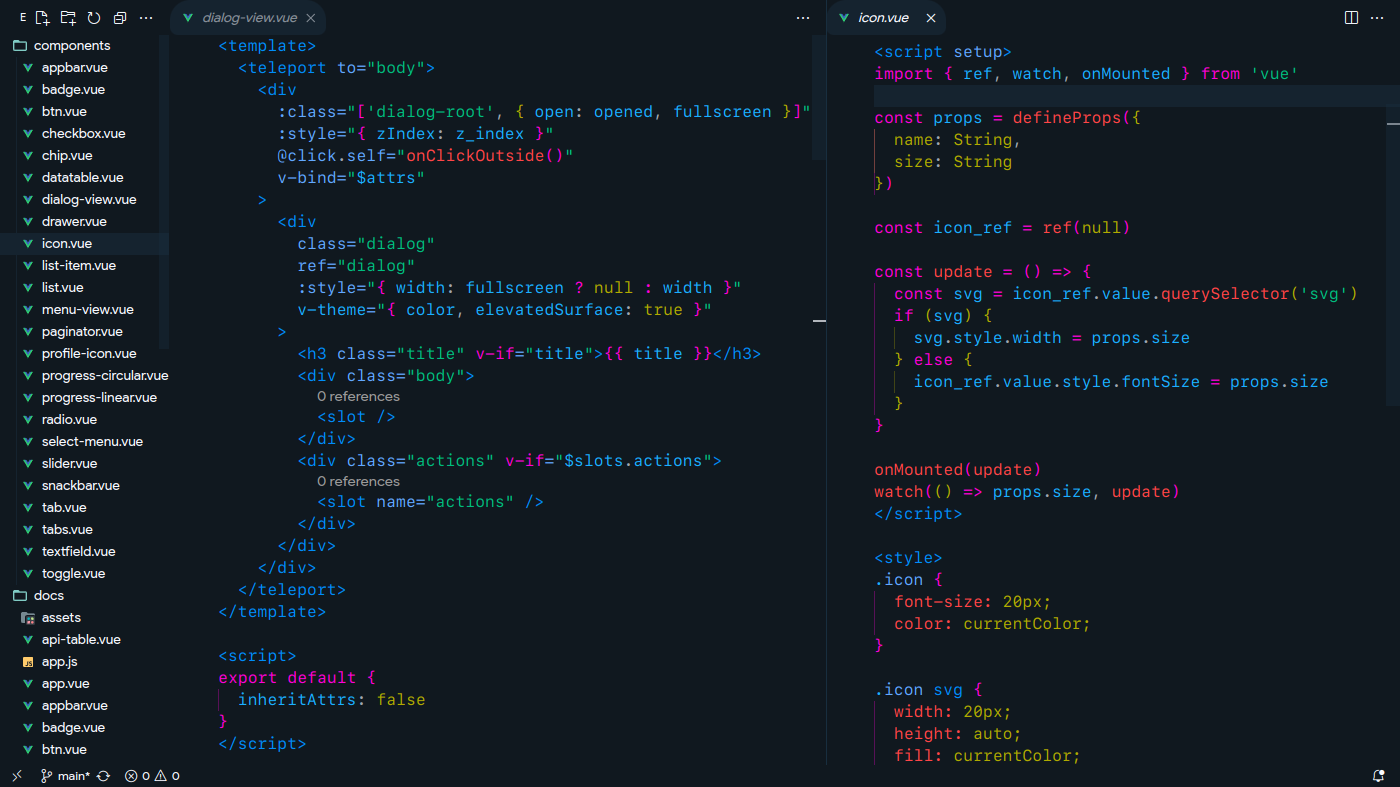 E
components
appbar.vue
badge.vue
btn.vue
checkbox.vue
chip.vue
datatable.vue
dialog-view.vue
drawer.vue
icon.vue
list-item.vue
list.vue
menu-view.vue
paginator.vue
profile-icon.vue
progress-circular.vue
progress-linear.vue
radio.vue
select-menu.vue
slider.vue
snackbar.vue
tab.vue
tabs.vue
textfield.vue
toggle.vue
docs
assets
api-table.vue
app.js
app.vue
appbar.vue
badge.vue
btn.vue
dialog-view.vue
<template>
  <teleport to="body">
    <div
      :class="['dialog-root', { open: opened, fullscreen }]"
      :style="{ zIndex: z_index }"
      @click.self="onClickOutside()"
      v-bind="$attrs"
    >
      <div
        class="dialog"
        ref="dialog"
        :style="{ width: fullscreen ? null : width }"
        v-theme="{ color, elevatedSurface: true }"
      >
        <h3 class="title" v-if="title">{{ title }}</h3>
        <div class="body">
          0 references
          <slot />
        </div>
        <div class="actions" v-if="$slots.actions">
          0 references
          <slot name="actions" />
        </div>
      </div>
    </div>
  </teleport>
</template>
<script>
export default {
  inheritAttrs: false
}
</script>
icon.vue
<script setup>
import { ref, watch, onMounted } from 'vue'
const props = defineProps({
  name: String,
  size: String
})
const icon_ref = ref(null)
const update = () => {
  const svg = icon_ref.value.querySelector('svg')
  if (svg) {
    svg.style.width = props.size
  } else {
    icon_ref.value.style.fontSize = props.size
  }
}
onMounted(update)
watch(() => props.size, update)
</script>
<style>
.icon {
  font-size: 20px;
  color: currentColor;
}
.icon svg {
  width: 20px;
  height: auto;
  fill: currentColor;
main* 0 0